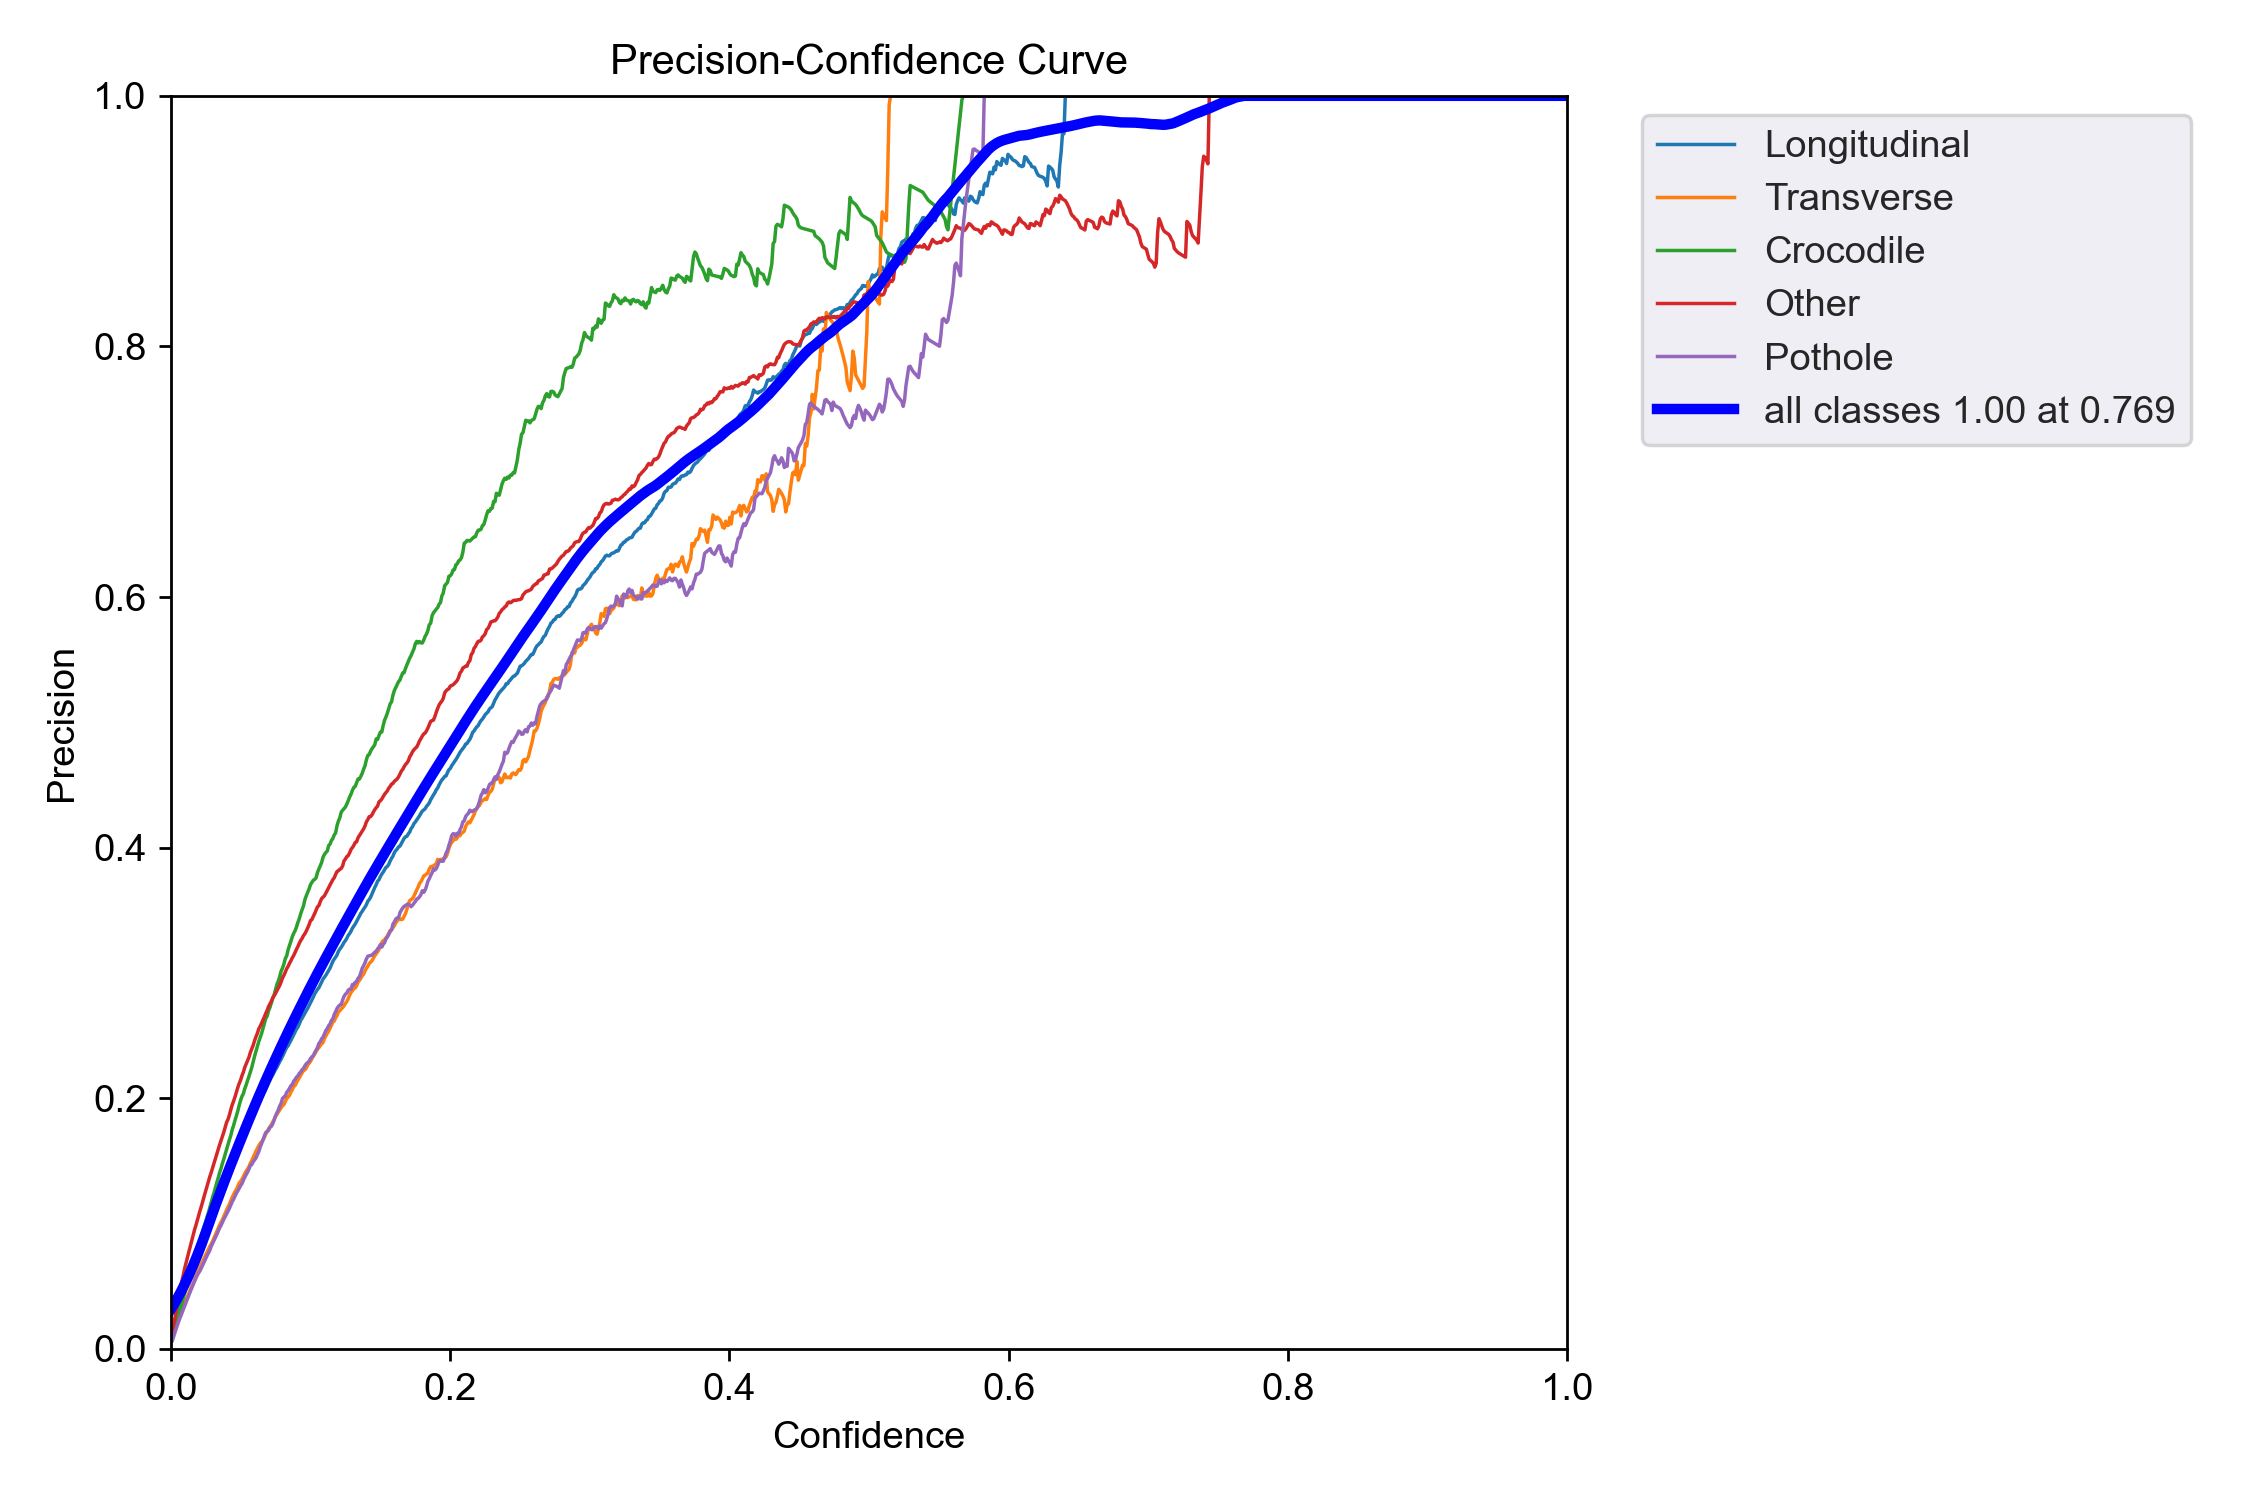 Precision-Confidence Curve
1.0
0.8
0.6
0.4
0.2
0.0
Precision
0.0 0.2 0.4 0.6 0.8 1.0
Confidence
Longitudinal
Transverse
Crocodile
Other
Pothole
all classes 1.00 at 0.769